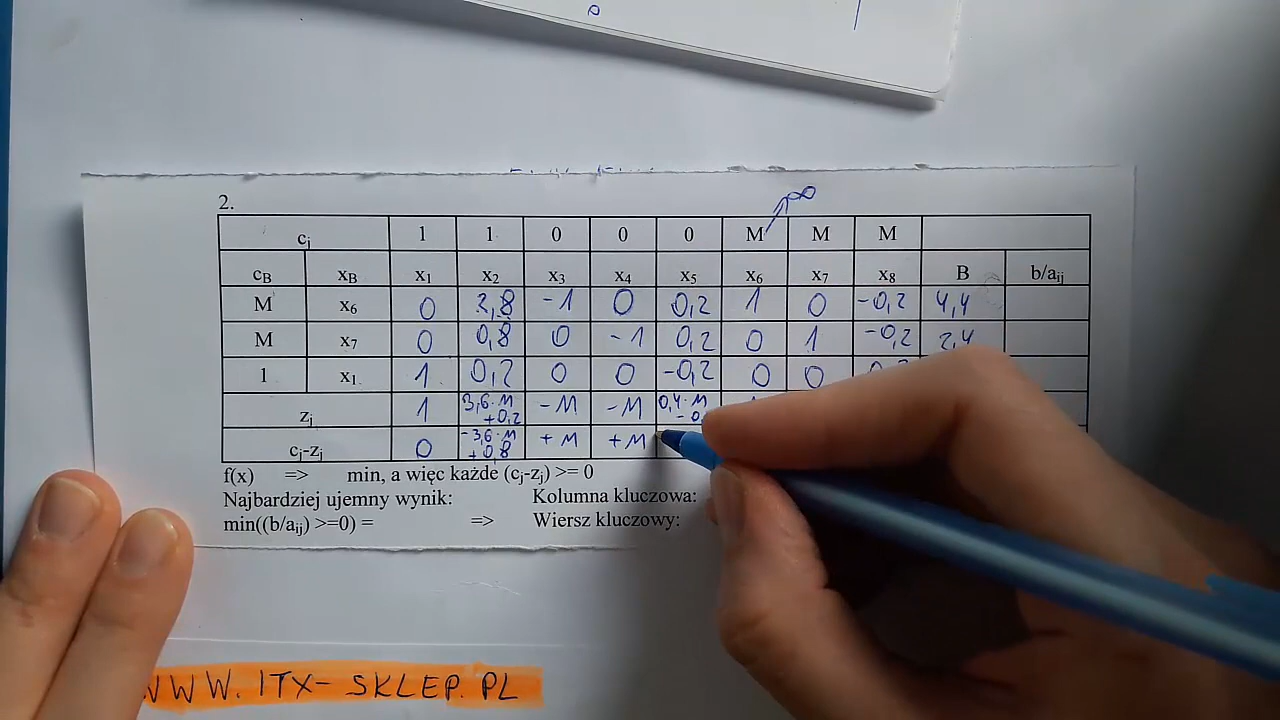 ∞
2.
cj 1 1 0 0 0 M M M
cB xB x1 x2 x3 x4 x5 x6 x7 x8 B b/aij
M x6 0 2,8 -1 0 0,2 1 0 -0,2 4,4
M x7 0 0,8 0 -1 0,2 0 1 -0,2 2,4
1 x1 1 0,2 0 0 -0,2 0 0
zj 1 3,6·M +0,2 -M -M 0,4·M
cj-zj 0 -3,6·M +0,8 +M +M
f(x) => min, a więc każde (cj-zj) >= 0
Najbardziej ujemny wynik: Kolumna kluczowa:
min((b/aij) >=0) = => Wiersz kluczowy:
WWW.ITX-SKLEP.PL